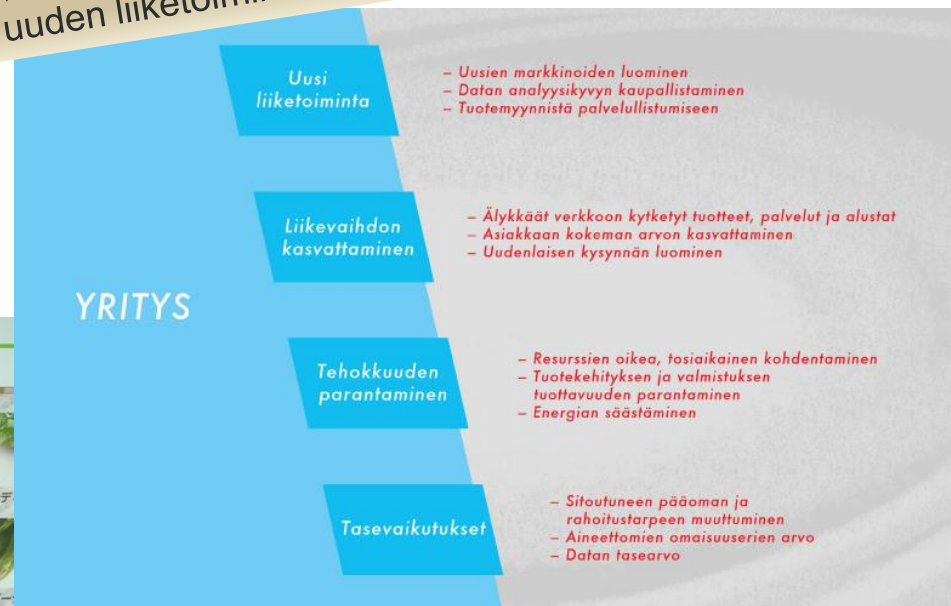 uuden
Uusi
liiketoiminta
– Uusien markkinoiden luominen
– Datan analyysikyvyn kaupallistaminen
– Tuotemyynnistä palvelullistumiseen
Liikevaihdon
kasvattaminen
– Älykkäät verkkoon kytketyt tuotteet, palvelut ja alustat
– Asiakkaan kokeman arvon kasvattaminen
– Uudenlaisen kysynnän luominen
YRITYS
Tehokkuuden
parantaminen
– Resurssien oikea, tosiaikainen kohdentaminen
– Tuotekehityksen ja valmistuksen
tuottavuuden parantaminen
– Energian säästäminen
Tasevaikutukset
– Sitoutuneen pääoman ja
rahoitustarpeen muuttuminen
– Aineettomien omaisuuserien arvo
– Datan tasearvo